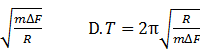 √(mΔF/R) D. T = 2π√(R/(mΔF))